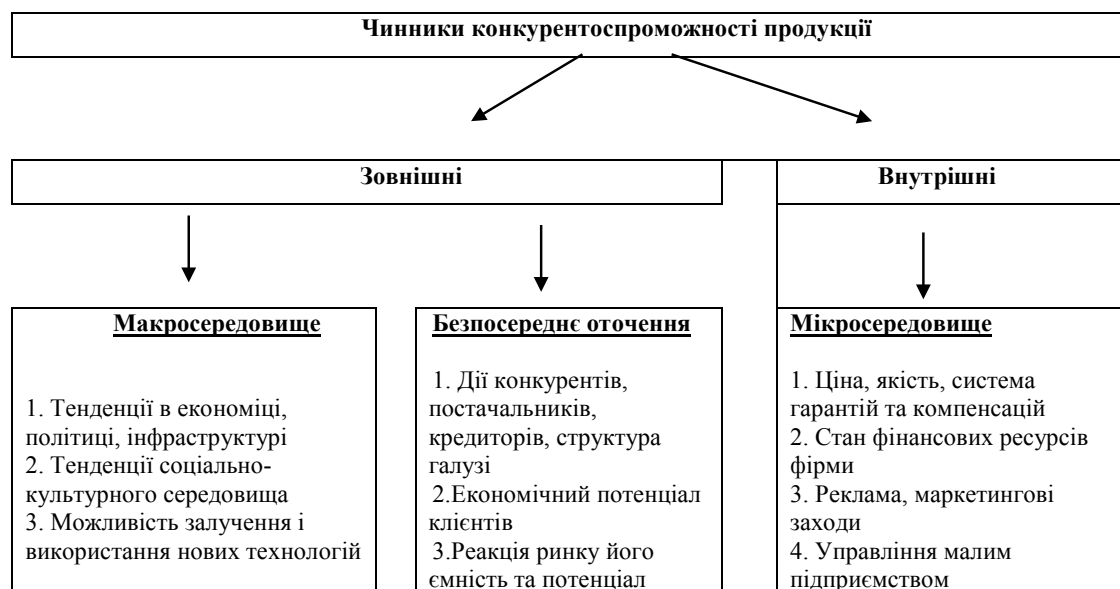 Чинники конкурентоспроможності продукції
Зовнішні
Внутрішні
Макросередовище
1. Тенденції в економіці,
політиці, інфраструктурі
2. Тенденції соціально-
культурного середовища
3. Можливість залучення і
використання нових технологій
Безпосереднє оточення
1. Дії конкурентів,
постачальників,
кредиторів, структура
галузі
2.Економічний потенціал
клієнтів
3.Реакція ринку його
ємність та потенціал
Мікросередовище
1. Ціна, якість, система
гарантій та компенсацій
2. Стан фінансових ресурсів
фірми
3. Реклама, маркетингові
заходи
4. Управління малим
підприємством